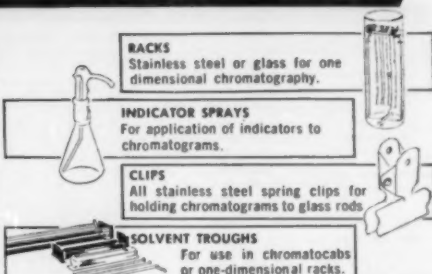 RACKS
Stainless steel or glass for one
dimensional chromatography.
INDICATOR SPRAYS
For application of indicators to
chromatograms.
CLIPS
All stainless steel spring clips for
holding chromatograms to glass rods
SOLVENT TROUGHS
For use in chromatocabs
or one-dimensional racks.